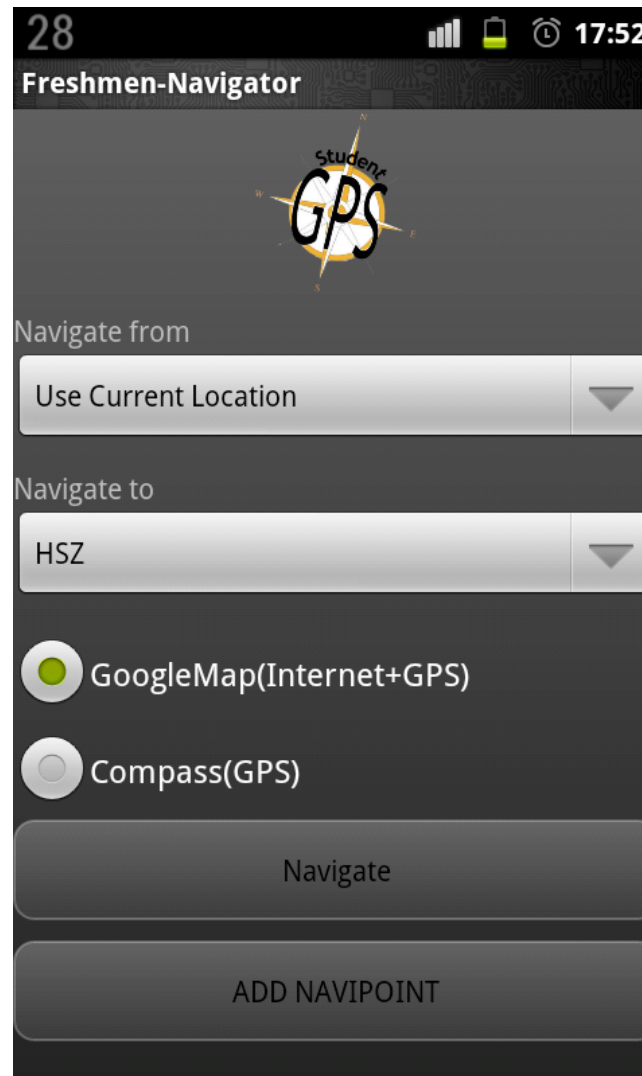 28 17:52
Freshmen-Navigator
N
Student
W
GPS
E
S
Navigate from
Use Current Location
Navigate to
HSZ
GoogleMap(Internet+GPS)
Compass(GPS)
Navigate
ADD NAVIPOINT